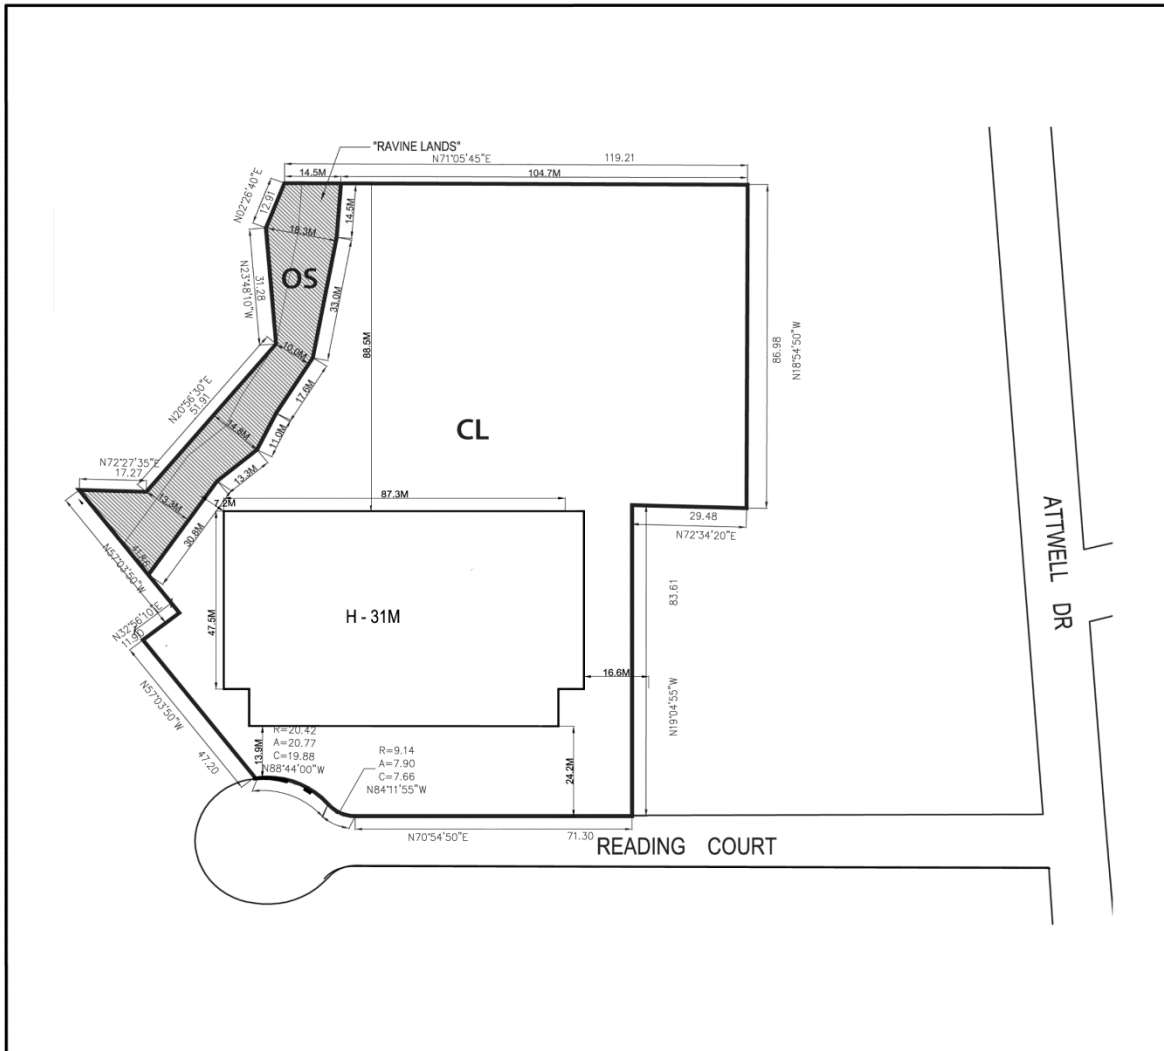 "RAVINE LANDS"
N71°05'45"E
119.21
14.5M
104.7M
N02°26'40"E
12.91
14.5M
18.3M
OS
N23°48'10"W
31.28
33.0M
10.0M
88.5M
86.98
N18°54'50"W
N20°56'30"E
51.91
17.6M
14.8M
11.0M
CL
N72°27'35"E
17.27
13.3M
13.3M
7.2M
87.3M
30.8M
29.48
N72°34'20"E
ATTWELL DR
41.86
N57°03'50"W
N32°56'10"E
11.90
47.5M
H - 31M
83.61
16.6M
N19°04'55"W
N57°03'50"W
47.20
13.9M
R=20.42
A=20.77
C=19.88
N88°44'00"W
R=9.14
A=7.90
C=7.66
N84°11'55"W
24.2M
N70°54'50"E
71.30
READING COURT